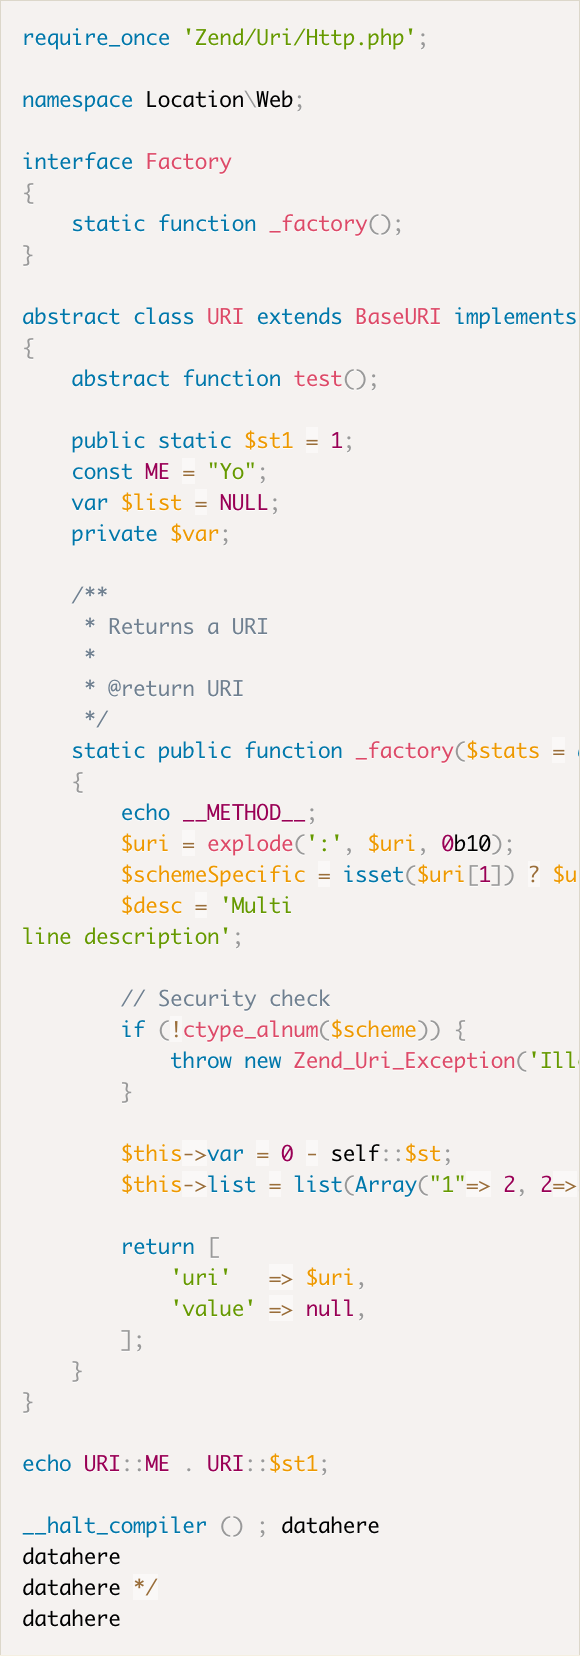 require_once 'Zend/Uri/Http.php';

namespace Location\Web;

interface Factory
{
    static function _factory();
}

abstract class URI extends BaseURI implements
{
    abstract function test();

    public static $st1 = 1;
    const ME = "Yo";
    var $list = NULL;
    private $var;

    /**
     * Returns a URI
     *
     * @return URI
     */
    static public function _factory($stats =
    {
        echo __METHOD__;
        $uri = explode(':', $uri, 0b10);
        $schemeSpecific = isset($uri[1]) ? $u
        $desc = 'Multi
line description';

        // Security check
        if (!ctype_alnum($scheme)) {
            throw new Zend_Uri_Exception('Ill
        }

        $this->var = 0 - self::$st;
        $this->list = list(Array("1"=> 2, 2=>

        return [
            'uri'   => $uri,
            'value' => null,
        ];
    }
}

echo URI::ME . URI::$st1;

__halt_compiler () ; datahere
datahere
datahere */
datahere